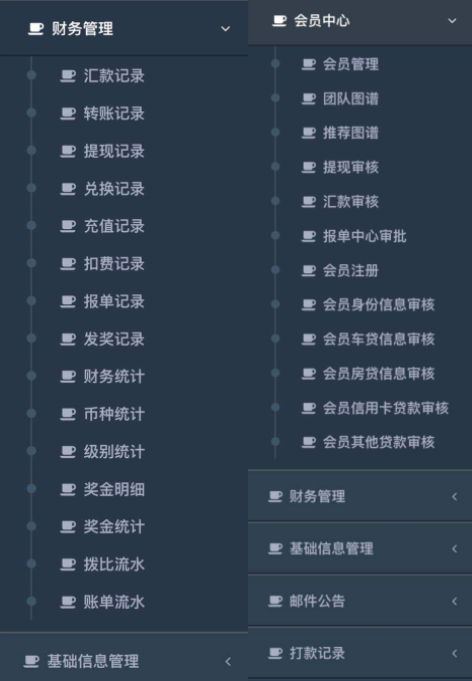 财务管理
汇款记录
转账记录
提现记录
兑换记录
充值记录
扣费记录
报单记录
发奖记录
财务统计
币种统计
级别统计
奖金明细
奖金统计
拨比流水
账单流水
基础信息管理
会员中心
会员管理
团队图谱
推荐图谱
提现审核
汇款审核
报单中心审批
会员注册
会员身份信息审核
会员车贷信息审核
会员房贷信息审核
会员信用卡贷款审核
会员其他贷款审核
财务管理
基础信息管理
邮件公告
打款记录